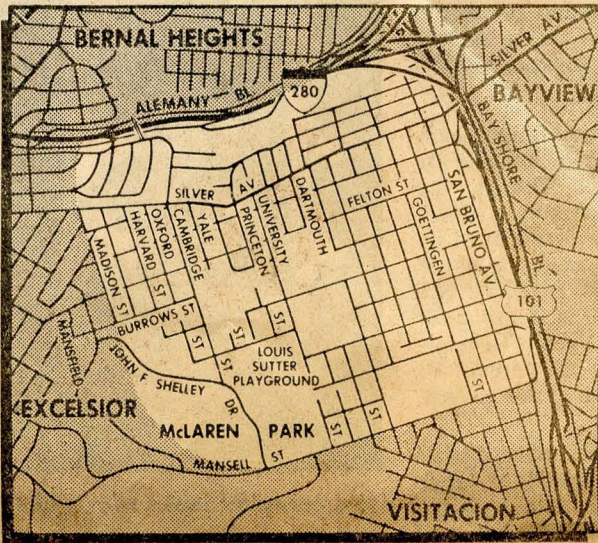 BERNAL HEIGHTS
SILVER AV
280
ALEMANY BL
BAYVIEW
BAY SHORE
BL
SILVER AV
FELTON ST
SAN BRUNO AV
GOETTINGEN
DARTMOUTH
UNIVERSITY
PRINCETON
YALE
CAMBRIDGE
OXFORD
HARVARD ST
MADISON ST
101
BURROWS ST
ST
ST
ST
ST
MANSFIELD
JOHN F SHELLEY DR
LOUIS
SUTTER
PLAYGROUND
ST
EXCELSIOR
McLAREN PARK
ST
ST
MANSELL ST
VISITACION